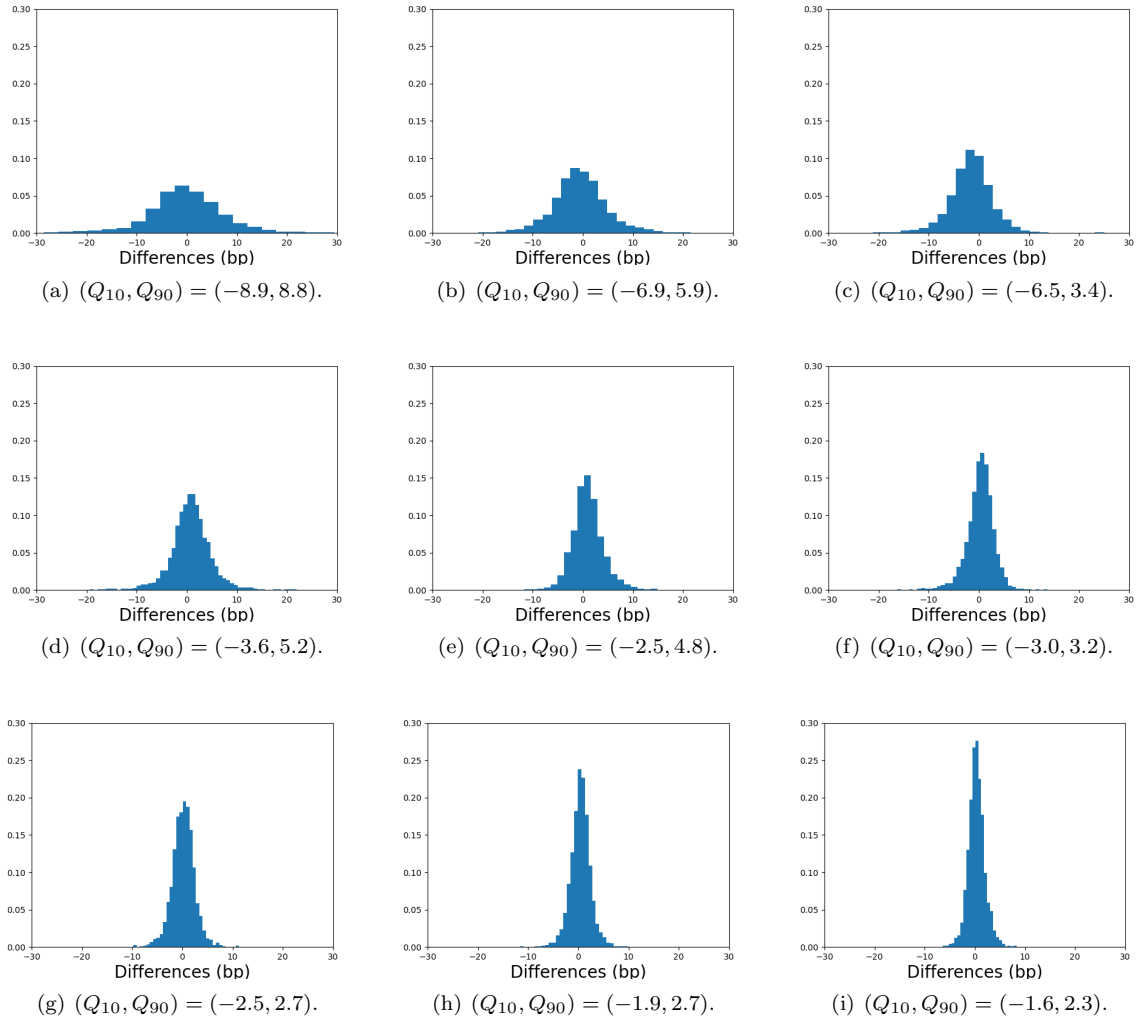 0.30
0.25
0.20
0.15
0.10
0.05
0.00
−30 −20 −10 0 10 20 30
Differences (bp)
(a) (Q10, Q90) = (−8.9, 8.8).
0.30
0.25
0.20
0.15
0.10
0.05
0.00
−30 −20 −10 0 10 20 30
Differences (bp)
(b) (Q10, Q90) = (−6.9, 5.9).
0.30
0.25
0.20
0.15
0.10
0.05
0.00
−30 −20 −10 0 10 20 30
Differences (bp)
(c) (Q10, Q90) = (−6.5, 3.4).
0.30
0.25
0.20
0.15
0.10
0.05
0.00
−30 −20 −10 0 10 20 30
Differences (bp)
(d) (Q10, Q90) = (−3.6, 5.2).
0.30
0.25
0.20
0.15
0.10
0.05
0.00
−30 −20 −10 0 10 20 30
Differences (bp)
(e) (Q10, Q90) = (−2.5, 4.8).
0.30
0.25
0.20
0.15
0.10
0.05
0.00
−30 −20 −10 0 10 20 30
Differences (bp)
(f) (Q10, Q90) = (−3.0, 3.2).
0.30
0.25
0.20
0.15
0.10
0.05
0.00
−30 −20 −10 0 10 20 30
Differences (bp)
(g) (Q10, Q90) = (−2.5, 2.7).
0.30
0.25
0.20
0.15
0.10
0.05
0.00
−30 −20 −10 0 10 20 30
Differences (bp)
(h) (Q10, Q90) = (−1.9, 2.7).
0.30
0.25
0.20
0.15
0.10
0.05
0.00
−30 −20 −10 0 10 20 30
Differences (bp)
(i) (Q10, Q90) = (−1.6, 2.3).